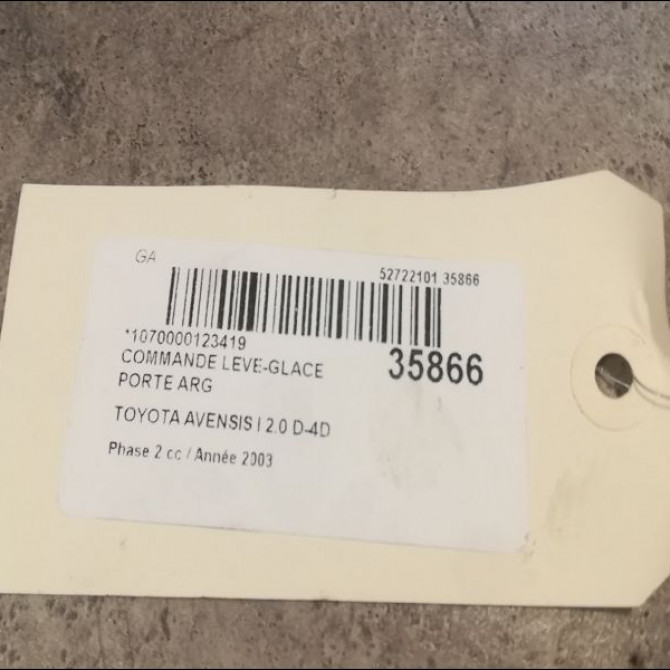 GA
52722101 35866
*1070000123419
35866
COMMANDE LEVE-GLACE
PORTE ARG
TOYOTA AVENSIS I 2.0 D-4D
Phase 2 cc / Année 2003